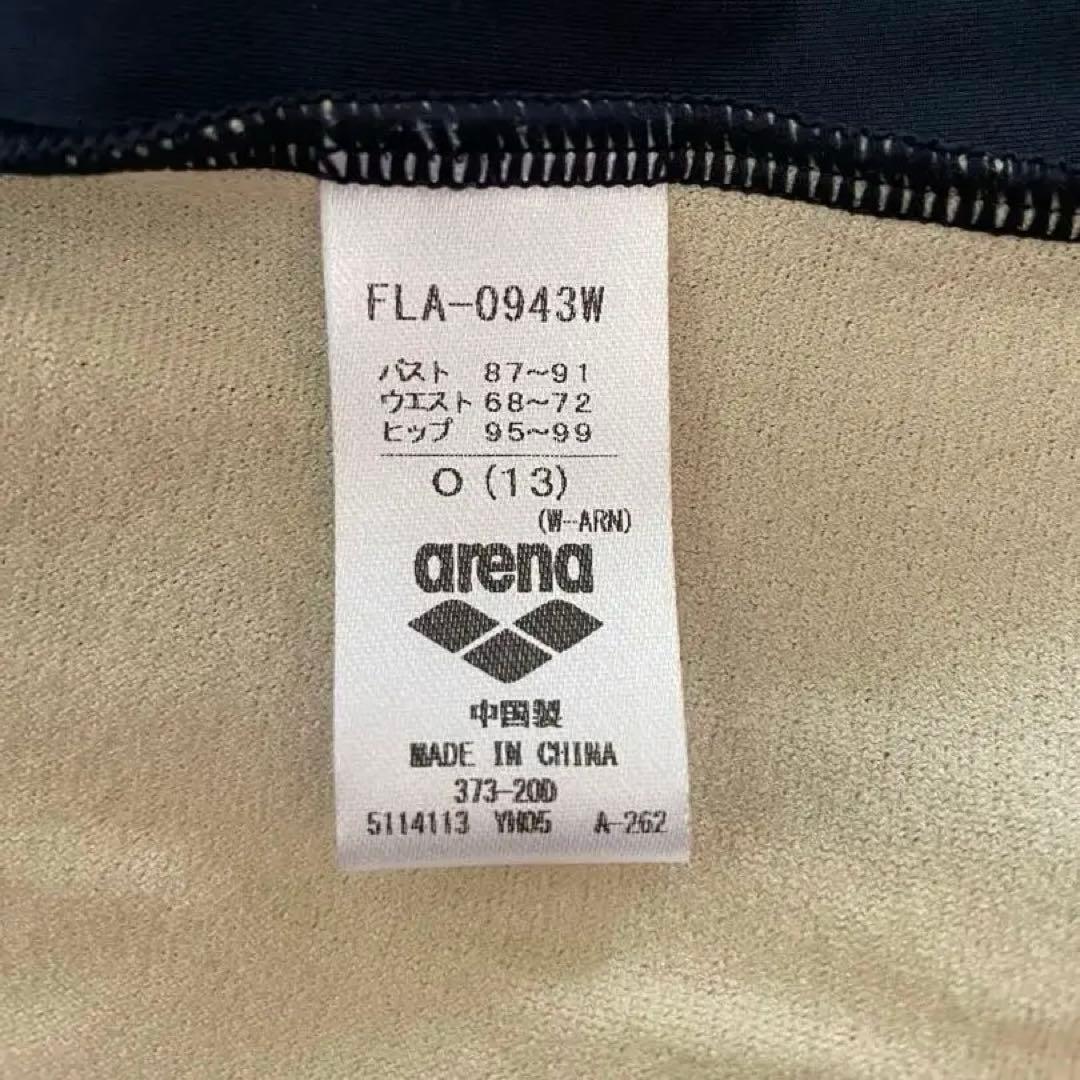 FLA-0943W
バスト 87〜91
ウエスト 68〜72
ヒップ 95〜99
O (13)
(W-ARN)
arena
中国製
MADE IN CHINA
373-20D
5114113 YH05 A-262